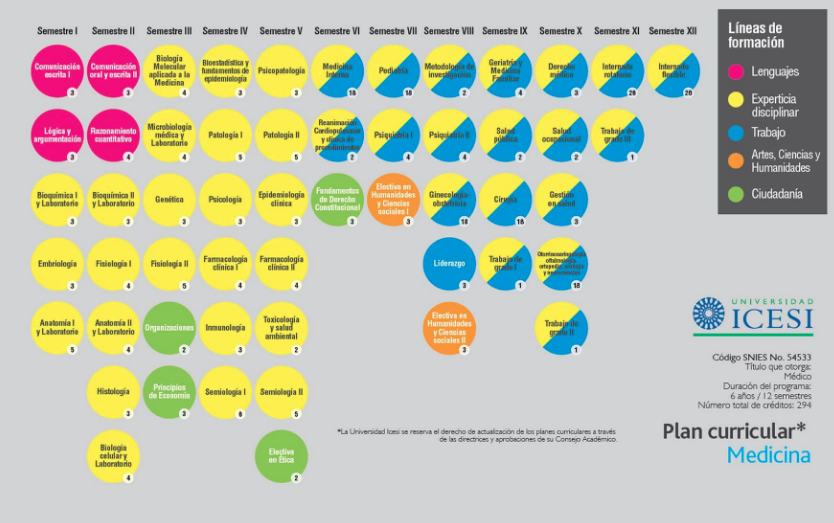 Semestre I Semestre II Semestre III Semestre IV Semestre V Semestre VI Semestre VII Semestre VIII Semestre IX Semestre X Semestre XI Semestre XII
Comunicación
escrita I
3
Comunicación
oral y escrita II
3
Biología
Molecular
aplicada a la
Medicina
4
Bioestadística y
fundamentos de
epidemiología
3
Psicopatología
3
Medicina
Interna
18
Pediatría
18
Metodología de
investigación
2
Geriatría y
Medicina
Familiar
4
Derecho
médico
3
Internado
rotatorio
20
Internado
flexible
20
Lógica y
argumentación
3
Razonamiento
cuantitativo
4
Microbiología
médica y
Laboratorio
4
Patología I
5
Patología II
5
Reanimación
Cardiopulmonar
y clínica de
procedimientos
2
Psiquiatría I
4
Psiquiatría II
4
Salud
pública
2
Salud
ocupacional
2
Trabajo de
grado III
1
Bioquímica I
y Laboratorio
3
Bioquímica II
y Laboratorio
3
Genética
3
Psicología
3
Epidemiología
clínica
3
Fundamentos
de Derecho
Constitucional
3
Electiva en
Humanidades
y Ciencias
sociales I
3
Ginecología-
obstetricia
18
Cirugía
18
Gestión
en salud
3
Embriología
3
Fisiología I
4
Fisiología II
5
Farmacología
clínica I
4
Farmacología
clínica II
4
Liderazgo
3
Trabajo de
grado I
1
oftalmología
18
Anatomía I
y Laboratorio
5
Anatomía II
y Laboratorio
4
Organizaciones
2
Inmunología
3
Toxicología
y salud
ambiental
2
Electiva en
Humanidades
y Ciencias
sociales II
3
Trabajo de
grado II
1
Histología
3
Principios
de Economía
3
Semiología I
6
Semiología II
5
Biología
celular y
Laboratorio
4
Electiva
en Ética
2
Líneas de
formación
Lenguajes
Experticia
disciplinar
Trabajo
Artes, Ciencias y
Humanidades
Ciudadanía
UNIVERSIDAD
ICESI
Código SNIES No. 54533
Título que otorga:
Médico
Duración del programa:
6 años / 12 semestres
Número total de créditos: 294
*La Universidad Icesi se reserva el derecho de actualización de los planes curriculares a través
de las directrices y aprobaciones de su Consejo Académico.
Plan curricular*
Medicina